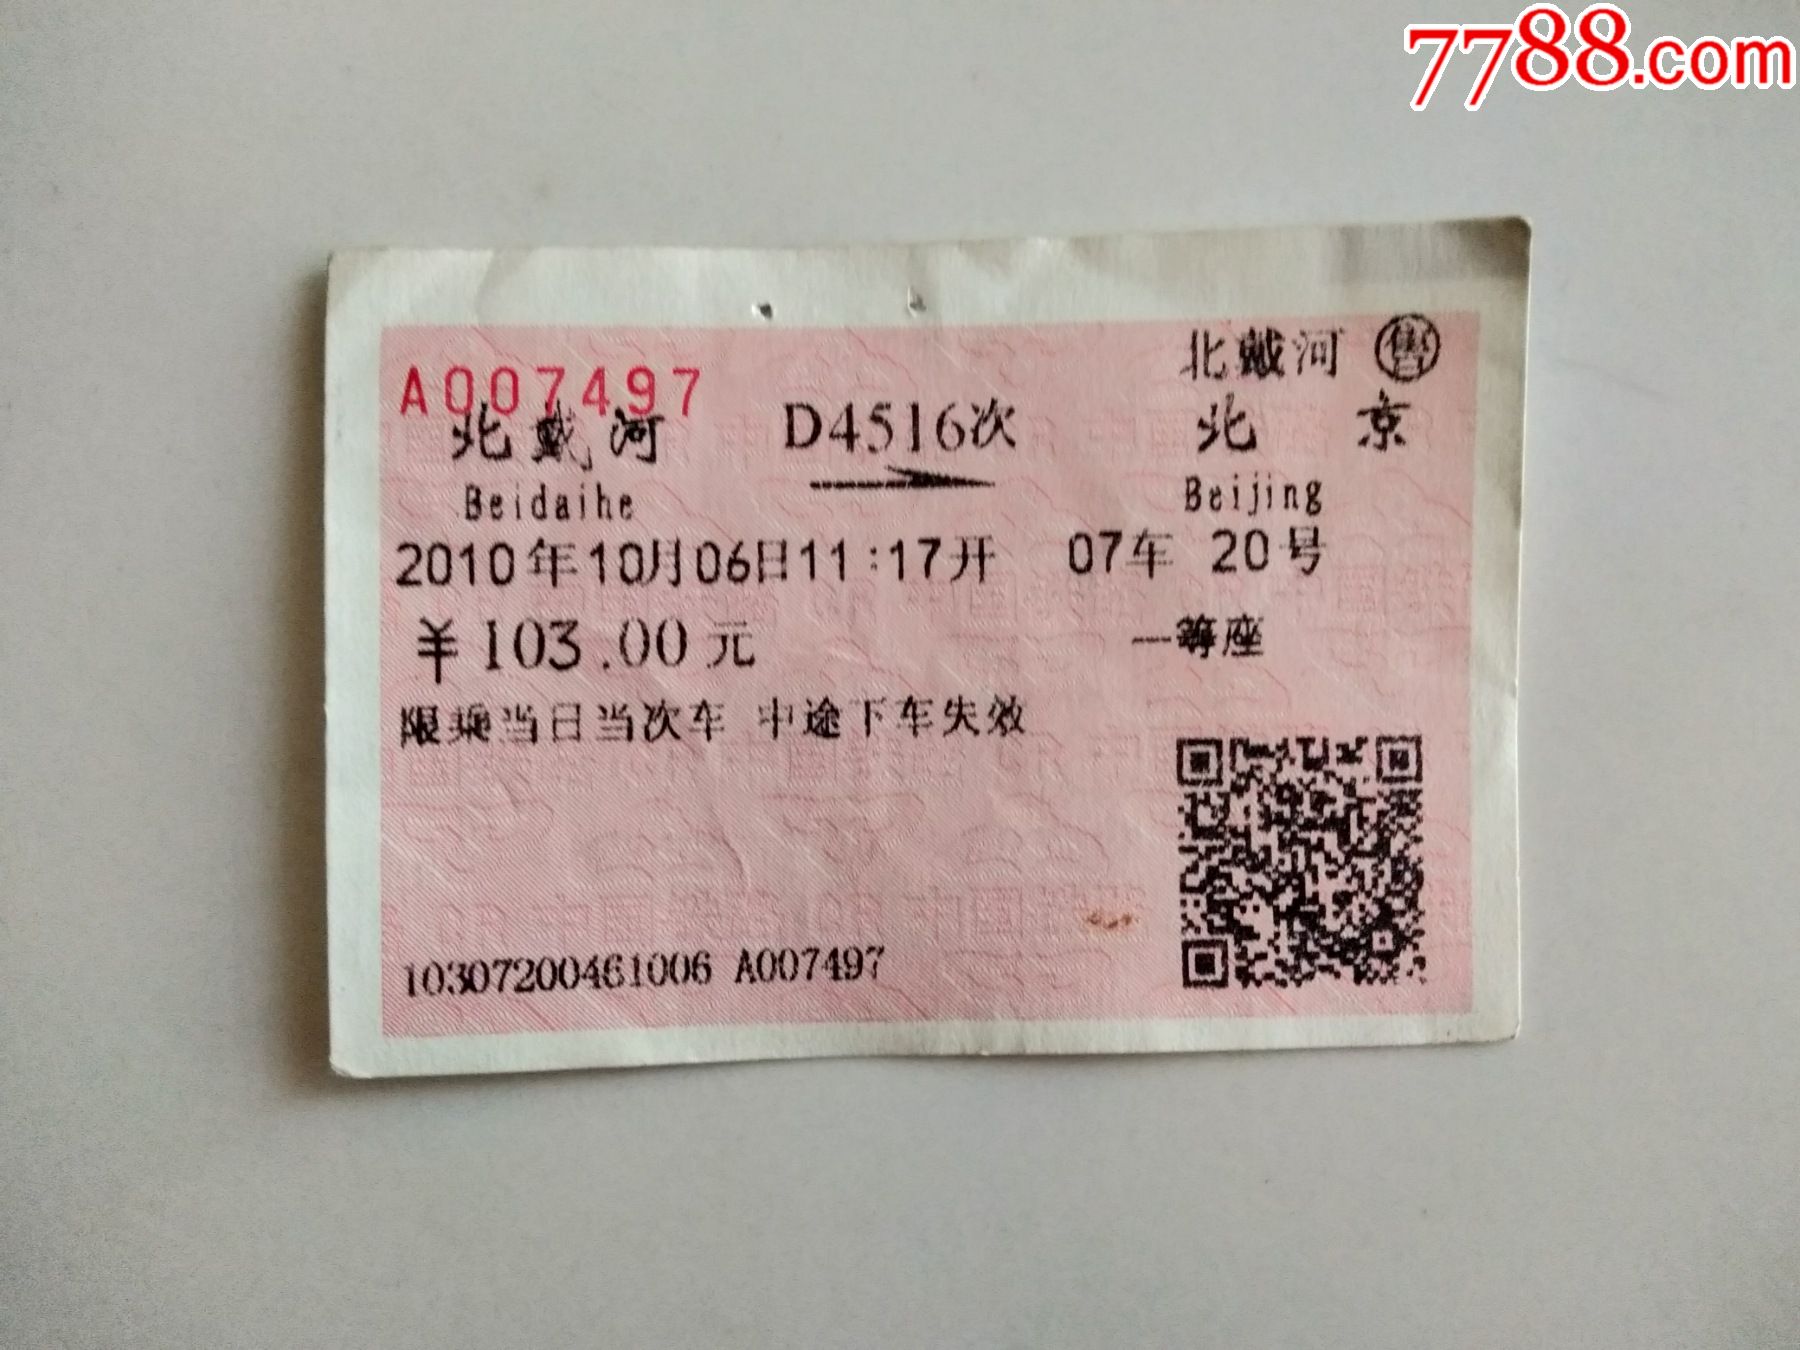 7788.com
北戴河 售
A007497
北戴河 D4516次 北京
Beidaihe Beijing
2010年10月06日11:17开 07车 20号
¥103.00元 一等座
限乘当日当次车 中途下车失效
10307200461006 A007497